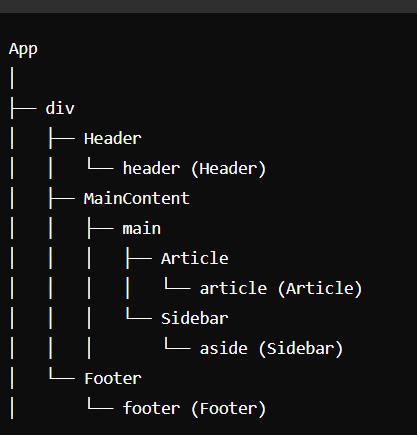 App
│
├── div
│   ├── Header
│   │   └── header (Header)
│   ├── MainContent
│   │   ├── main
│   │   │   ├── Article
│   │   │   │   └── article (Article)
│   │   │   └── Sidebar
│   │   │       └── aside (Sidebar)
│   └── Footer
│       └── footer (Footer)